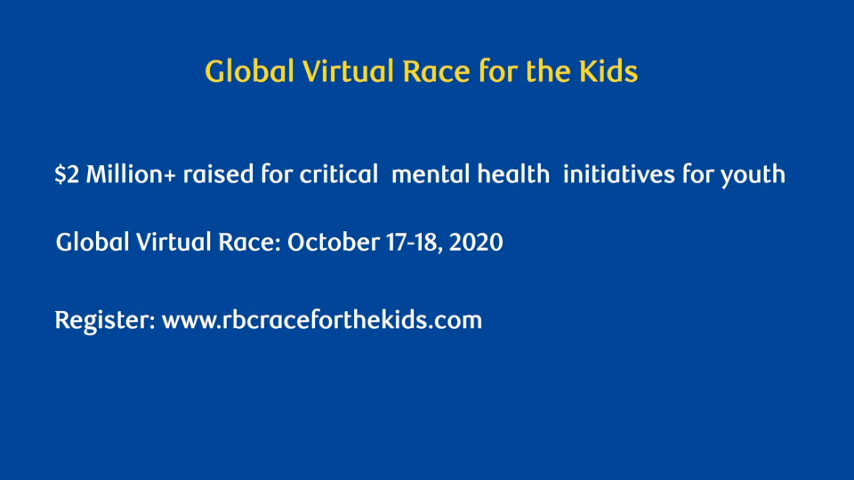 Global Virtual Race for the Kids
$2 Million+ raised for critical mental health initiatives for youth
Global Virtual Race: October 17-18, 2020
Register: www.rbcraceforthekids.com